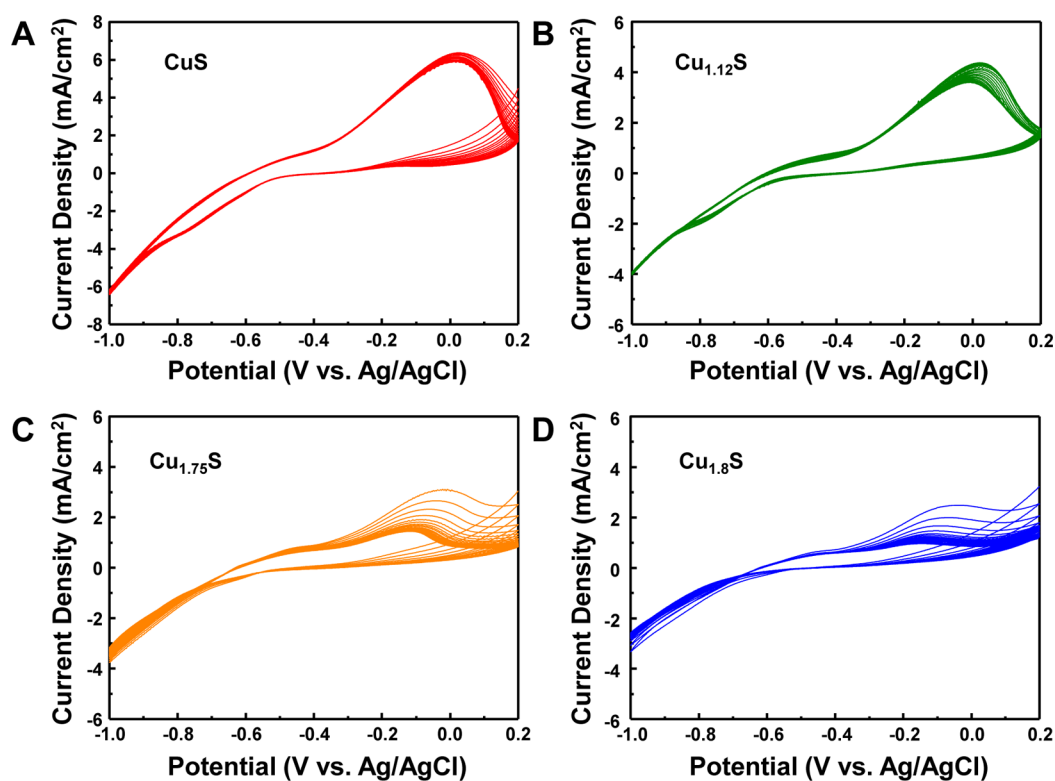 A
CuS
Current Density (mA/cm²)
8
6
4
2
0
-2
-4
-6
-8
-1.0 -0.8 -0.6 -0.4 -0.2 0.0 0.2
Potential (V vs. Ag/AgCl)
B
Cu₁.₁₂S
Current Density (mA/cm²)
6
4
2
0
-2
-4
-6
-1.0 -0.8 -0.6 -0.4 -0.2 0.0 0.2
Potential (V vs. Ag/AgCl)
C
Cu₁.₇₅S
Current Density (mA/cm²)
6
4
2
0
-2
-4
-6
-1.0 -0.8 -0.6 -0.4 -0.2 0.0 0.2
Potential (V vs. Ag/AgCl)
D
Cu₁.₈S
Current Density (mA/cm²)
6
4
2
0
-2
-4
-6
-1.0 -0.8 -0.6 -0.4 -0.2 0.0 0.2
Potential (V vs. Ag/AgCl)